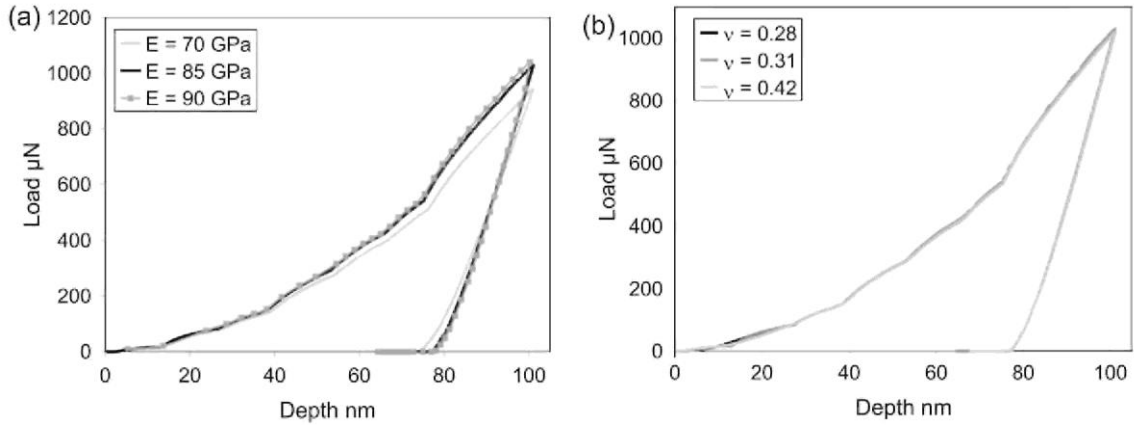 (a)
1200
1000
800
600
400
200
0
Load µN
E = 70 GPa
E = 85 GPa
E = 90 GPa
0 20 40 60 80 100
Depth nm
(b)
1000
800
600
400
200
0
Load µN
ν = 0.28
ν = 0.31
ν = 0.42
0 20 40 60 80 100
Depth nm